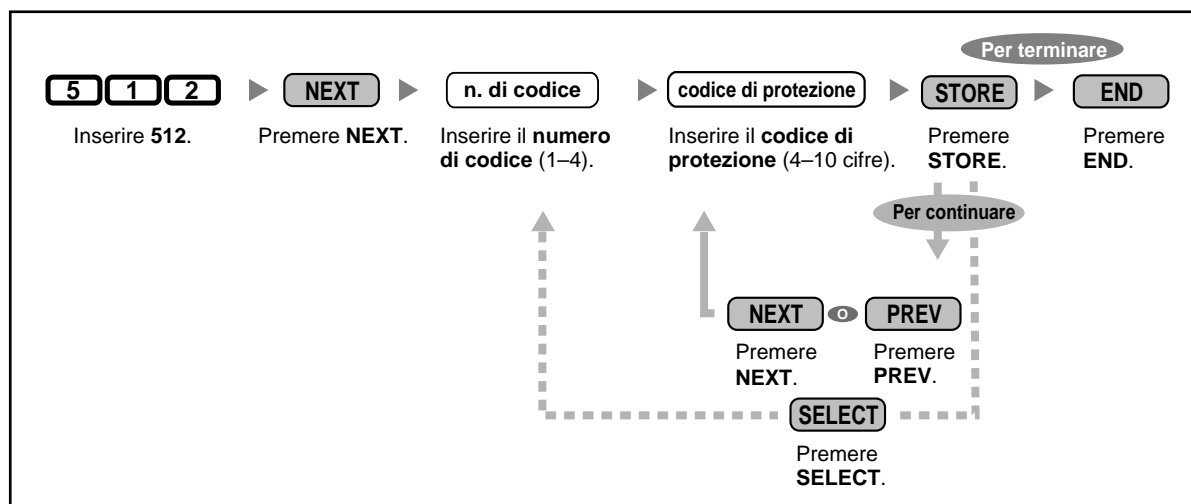 Per terminare
5 1 2 NEXT n. di codice codice di protezione STORE END
Inserire 512.
Premere NEXT.
Inserire il numero
di codice (1–4).
Inserire il codice di
protezione (4–10 cifre).
Premere
STORE.
Premere
END.
Per continuare
NEXT O PREV
Premere
NEXT.
Premere
PREV.
SELECT
Premere
SELECT.